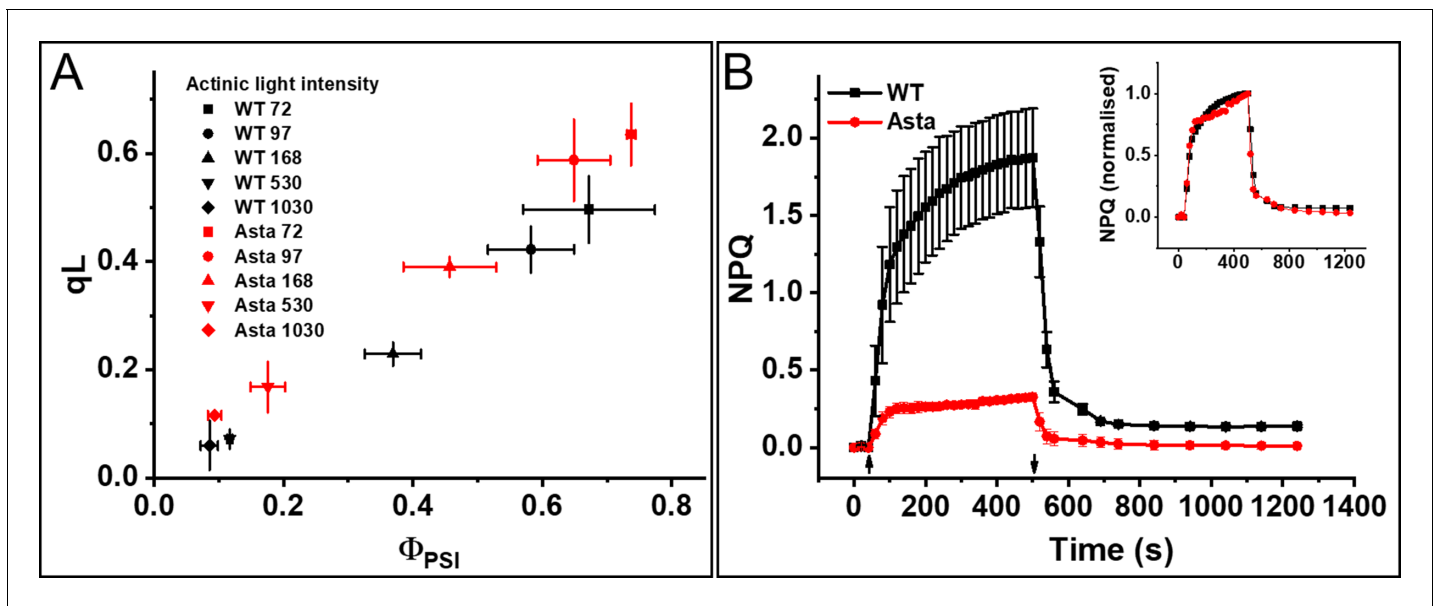 A
Actinic light intensity
WT 72
WT 97
WT 168
WT 530
WT 1030
Asta 72
Asta 97
Asta 168
Asta 530
Asta 1030
qL
0.6
0.4
0.2
0.0
0.0 0.2 0.4 0.6 0.8
ΦPSI
B
WT
Asta
NPQ
2.0
1.5
1.0
0.5
0.0
0 200 400 600 800 1000 1200 1400
Time (s)
NPQ (normalised)
1.0
0.5
0.0
0 400 800 1200